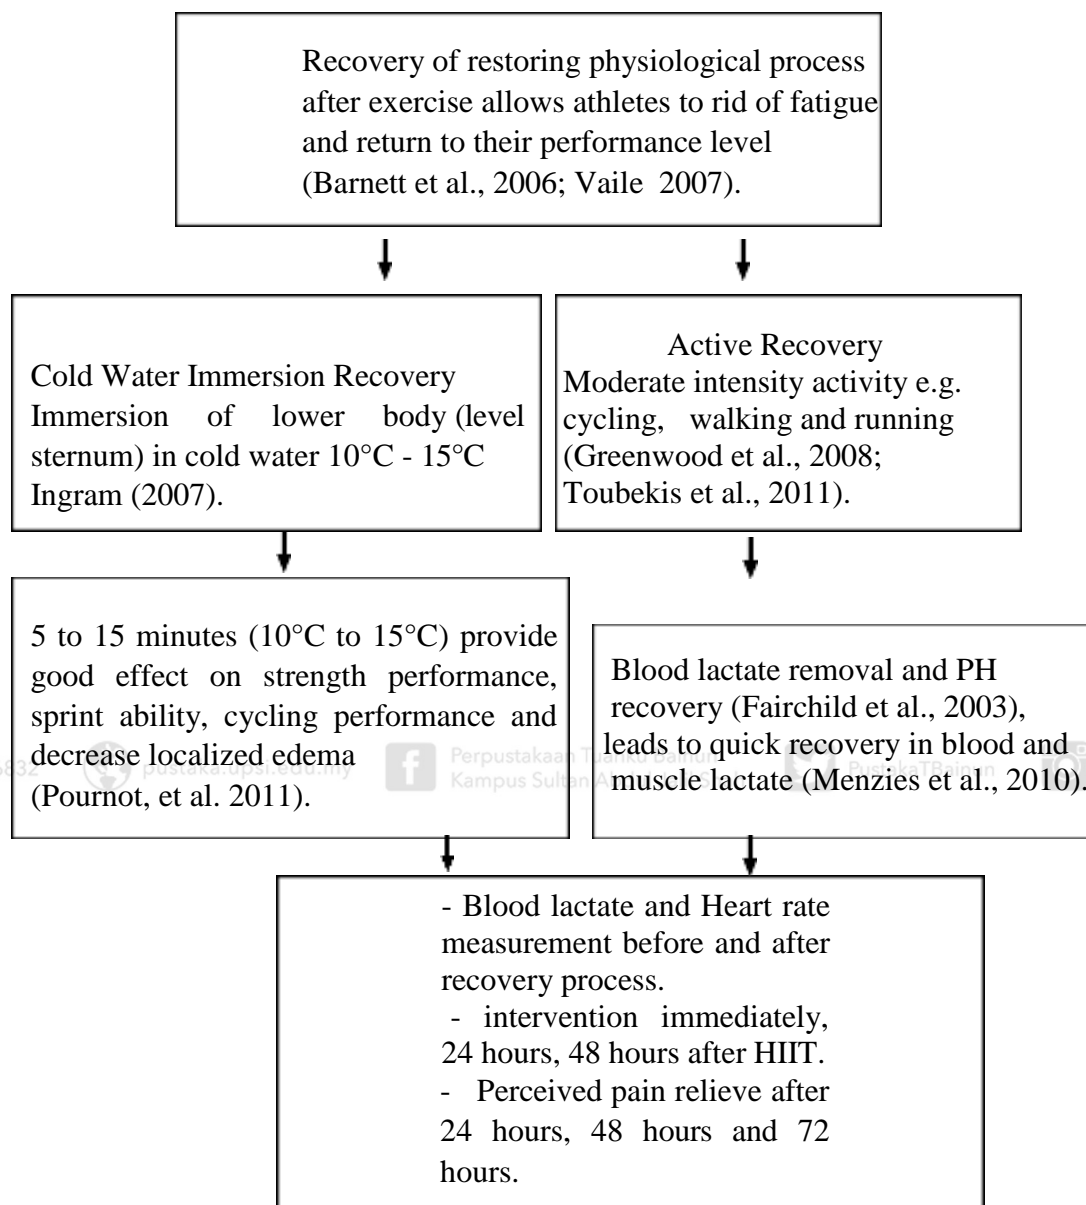 Recovery of restoring physiological process
after exercise allows athletes to rid of fatigue
and return to their performance level
(Barnett et al., 2006; Vaile 2007).
Cold Water Immersion Recovery
Immersion of lower body (level
sternum) in cold water 10°C - 15°C
Ingram (2007).
Active Recovery
Moderate intensity activity e.g.
cycling, walking and running
(Greenwood et al., 2008;
Toubekis et al., 2011).
5 to 15 minutes (10°C to 15°C) provide
good effect on strength performance,
sprint ability, cycling performance and
decrease localized edema
(Pournot, et al. 2011).
Blood lactate removal and PH
recovery (Fairchild et al., 2003),
leads to quick recovery in blood and
muscle lactate (Menzies et al., 2010).
pustaka.upsi.edu.my
Perpustakaan Tuanku Bainun
Kampus Sultan
PustakaTBainun
- Blood lactate and Heart rate
measurement before and after
recovery process.
- intervention immediately,
24 hours, 48 hours after HIIT.
- Perceived pain relieve after
24 hours, 48 hours and 72
hours.